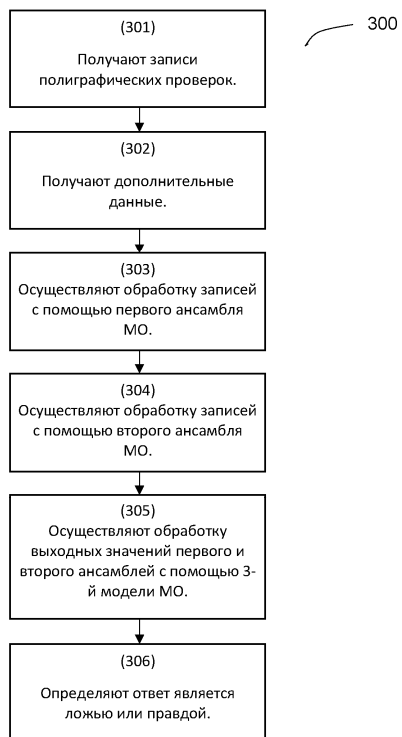 300
(301)
Получают записи
полиграфических проверок.
(302)
Получают дополнительные
данные.
(303)
Осуществляют обработку записей
с помощью первого ансамбля
МО.
(304)
Осуществляют обработку записей
с помощью второго ансамбля
МО.
(305)
Осуществляют обработку
выходных значений первого и
второго ансамблей с помощью 3-
й модели МО.
(306)
Определяют ответ является
ложью или правдой.